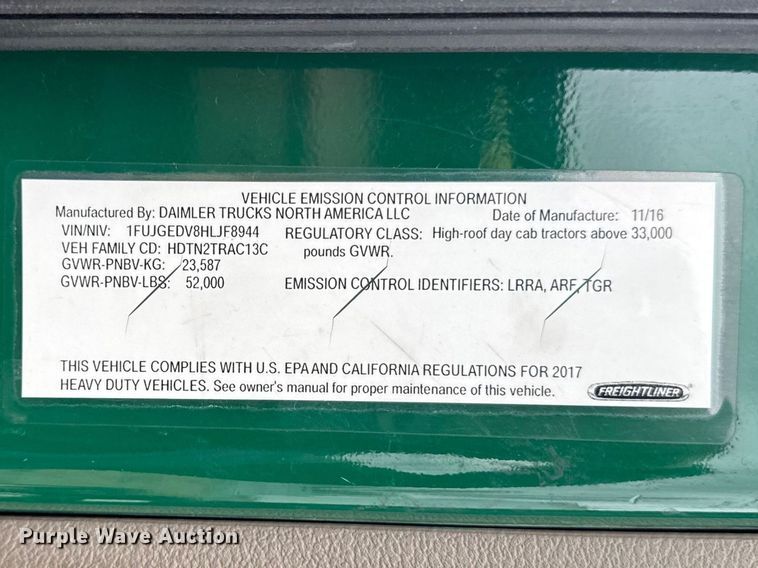 VEHICLE EMISSION CONTROL INFORMATION
Manufactured By: DAIMLER TRUCKS NORTH AMERICA LLC Date of Manufacture: 11/16
VIN/NIV: 1FUJGEDV8HLJF8944 REGULATORY CLASS: High-roof day cab tractors above 33,000
VEH FAMILY CD: HDTN2TRAC13C pounds GVWR.
GVWR-PNBV-KG: 23,587
GVWR-PNBV-LBS: 52,000 EMISSION CONTROL IDENTIFIERS: LRRA, ARF, TGR
THIS VEHICLE COMPLIES WITH U.S. EPA AND CALIFORNIA REGULATIONS FOR 2017
HEAVY DUTY VEHICLES. See owner's manual for proper maintenance of this vehicle.
FREIGHTLINER
Purple Wave Auction